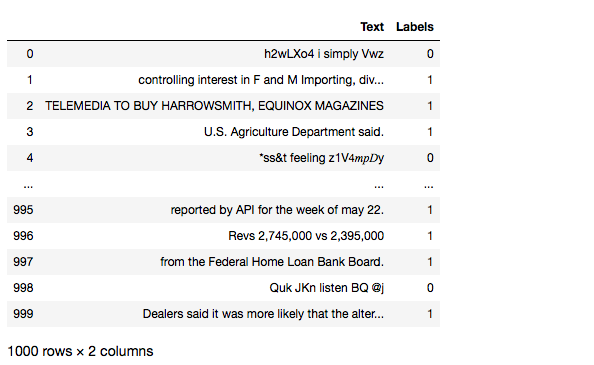 Text Labels
0 h2wLXo4 i simply Vwz 0
1 controlling interest in F and M Importing, div... 1
2 TELEMEDIA TO BUY HARROWSMITH, EQUINOX MAGAZINES 1
3 U.S. Agriculture Department said. 1
4 *ss&t feeling z1V4mpDy 0
... ... ...
995 reported by API for the week of may 22. 1
996 Revs 2,745,000 vs 2,395,000 1
997 from the Federal Home Loan Bank Board. 1
998 Quk JKn listen BQ @j 0
999 Dealers said it was more likely that the alter... 1
1000 rows × 2 columns